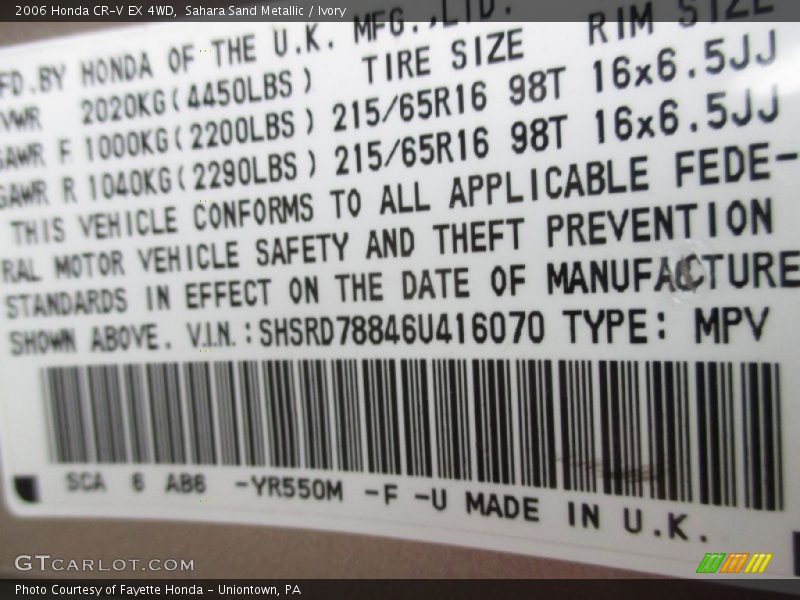 2006 Honda CR-V EX 4WD, Sahara Sand Metallic / Ivory
FD.BY HONDA OF THE U.K. MFG.,LTD.
VWR 2020KG(4450LBS) TIRE SIZE RIM SIZE
GAWR F 1000KG(2200LBS) 215/65R16 98T 16x6.5JJ
GAWR R 1040KG(2290LBS) 215/65R16 98T 16x6.5JJ
THIS VEHICLE CONFORMS TO ALL APPLICABLE FEDE-
RAL MOTOR VEHICLE SAFETY AND THEFT PREVENTION
STANDARDS IN EFFECT ON THE DATE OF MANUFACTURE
SHOWN ABOVE. V.I.N.:SHSRD78846U416070 TYPE: MPV
SCA 6 AB6 -YR550M -F -U MADE IN U.K.
GTCARLOT.COM
Photo Courtesy of Fayette Honda - Uniontown, PA